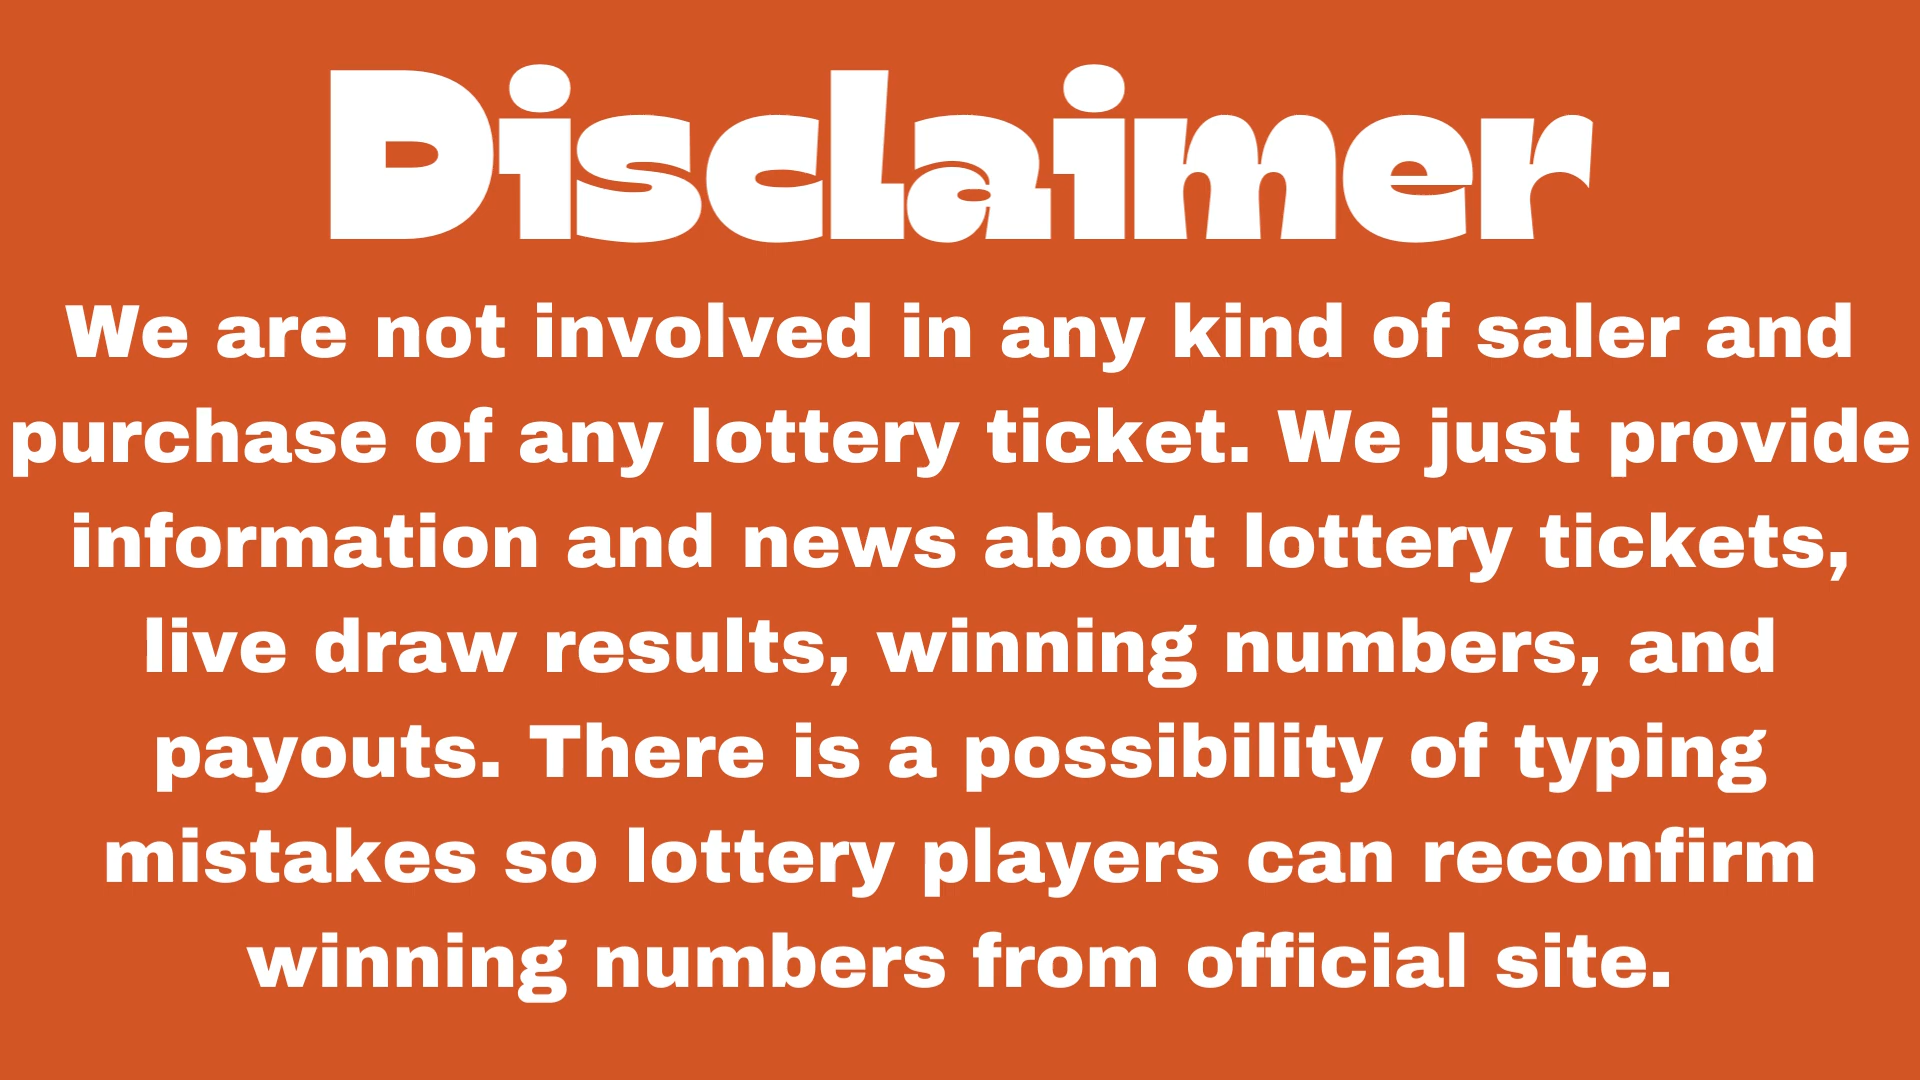 Disclaimer
We are not involved in any kind of saler and
purchase of any lottery ticket. We just provide
information and news about lottery tickets,
live draw results, winning numbers, and
payouts. There is a possibility of typing
mistakes so lottery players can reconfirm
winning numbers from official site.